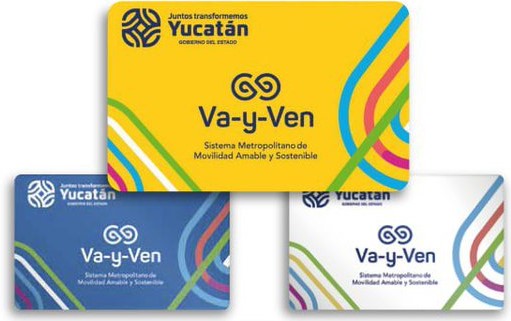 Juntos transformemos
Yucatán
GOBIERNO DEL ESTADO
Va-y-Ven
Sistema Metropolitano de
Movilidad Amable y Sostenible
Juntos transformemos
Yucatán
GOBIERNO DEL ESTADO
Va-y-Ven
Sistema Metropolitano de
Movilidad Amable y Sostenible
Yucatán
GOBIERNO DEL ESTADO
Va-y-Ven
Sistema Metropolitano de
Movilidad Amable y Sostenible